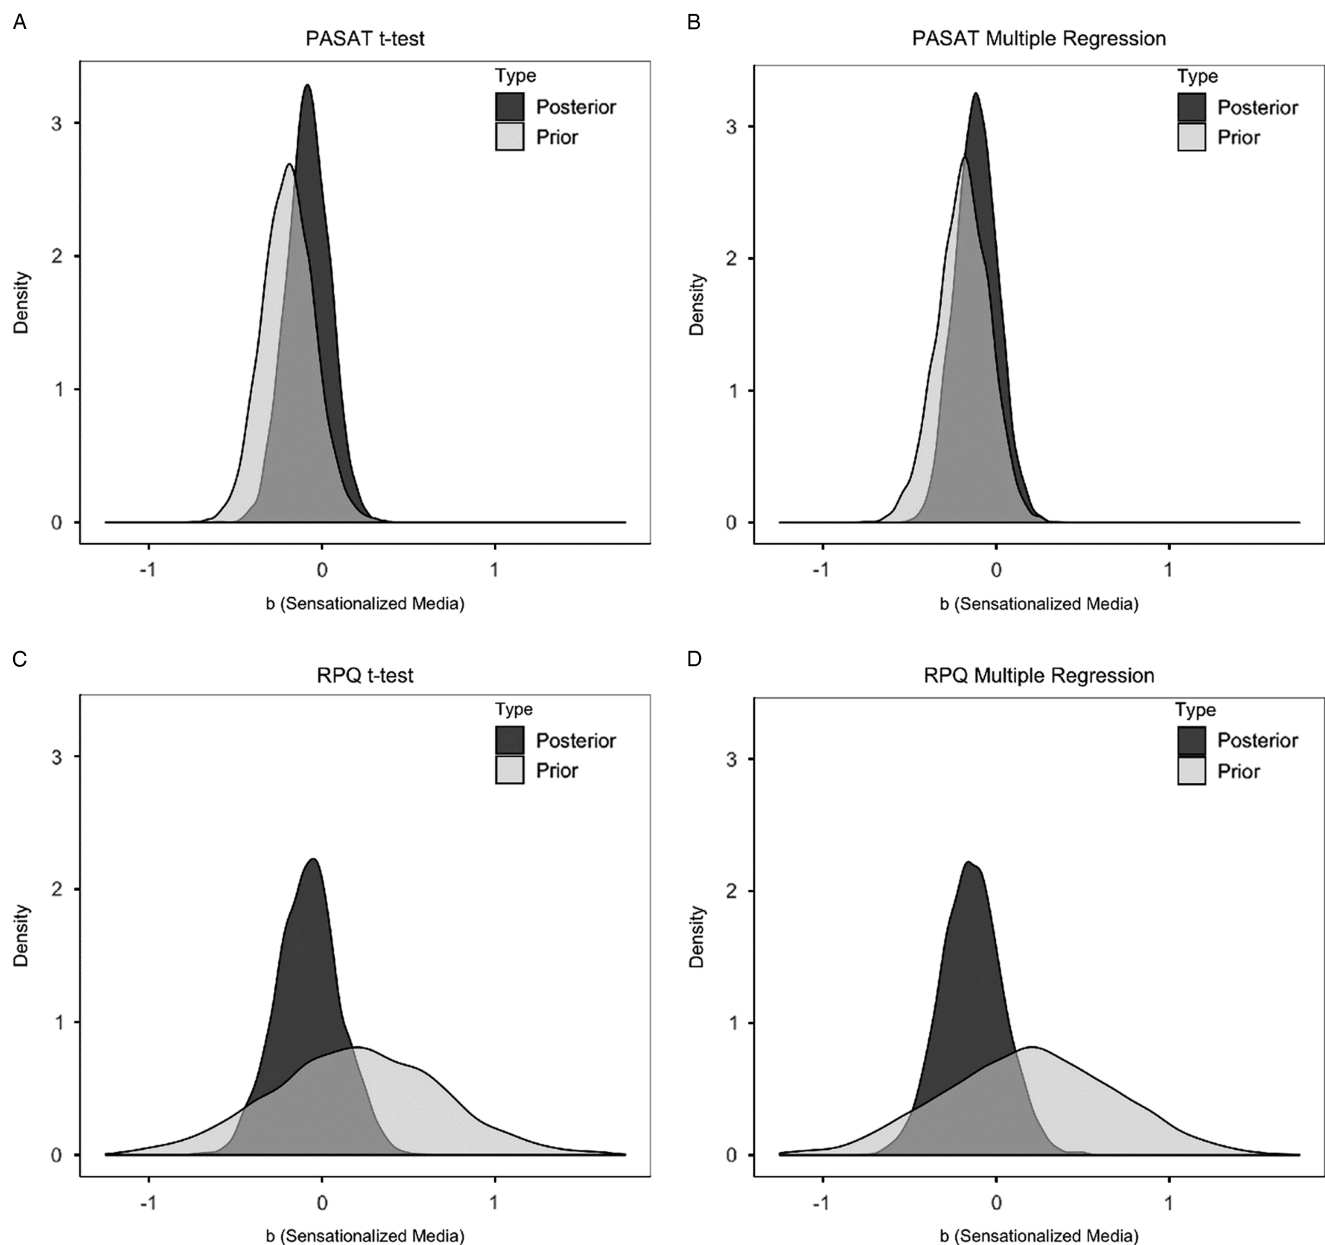 A
PASAT t-test
Type
Posterior
Prior
3
2
1
0
Density
-1 0 1
b (Sensationalized Media)
B
PASAT Multiple Regression
Type
Posterior
Prior
3
2
1
0
Density
-1 0 1
b (Sensationalized Media)
C
RPQ t-test
Type
Posterior
Prior
3
2
1
0
Density
-1 0 1
b (Sensationalized Media)
D
RPQ Multiple Regression
Type
Posterior
Prior
3
2
1
0
Density
-1 0 1
b (Sensationalized Media)